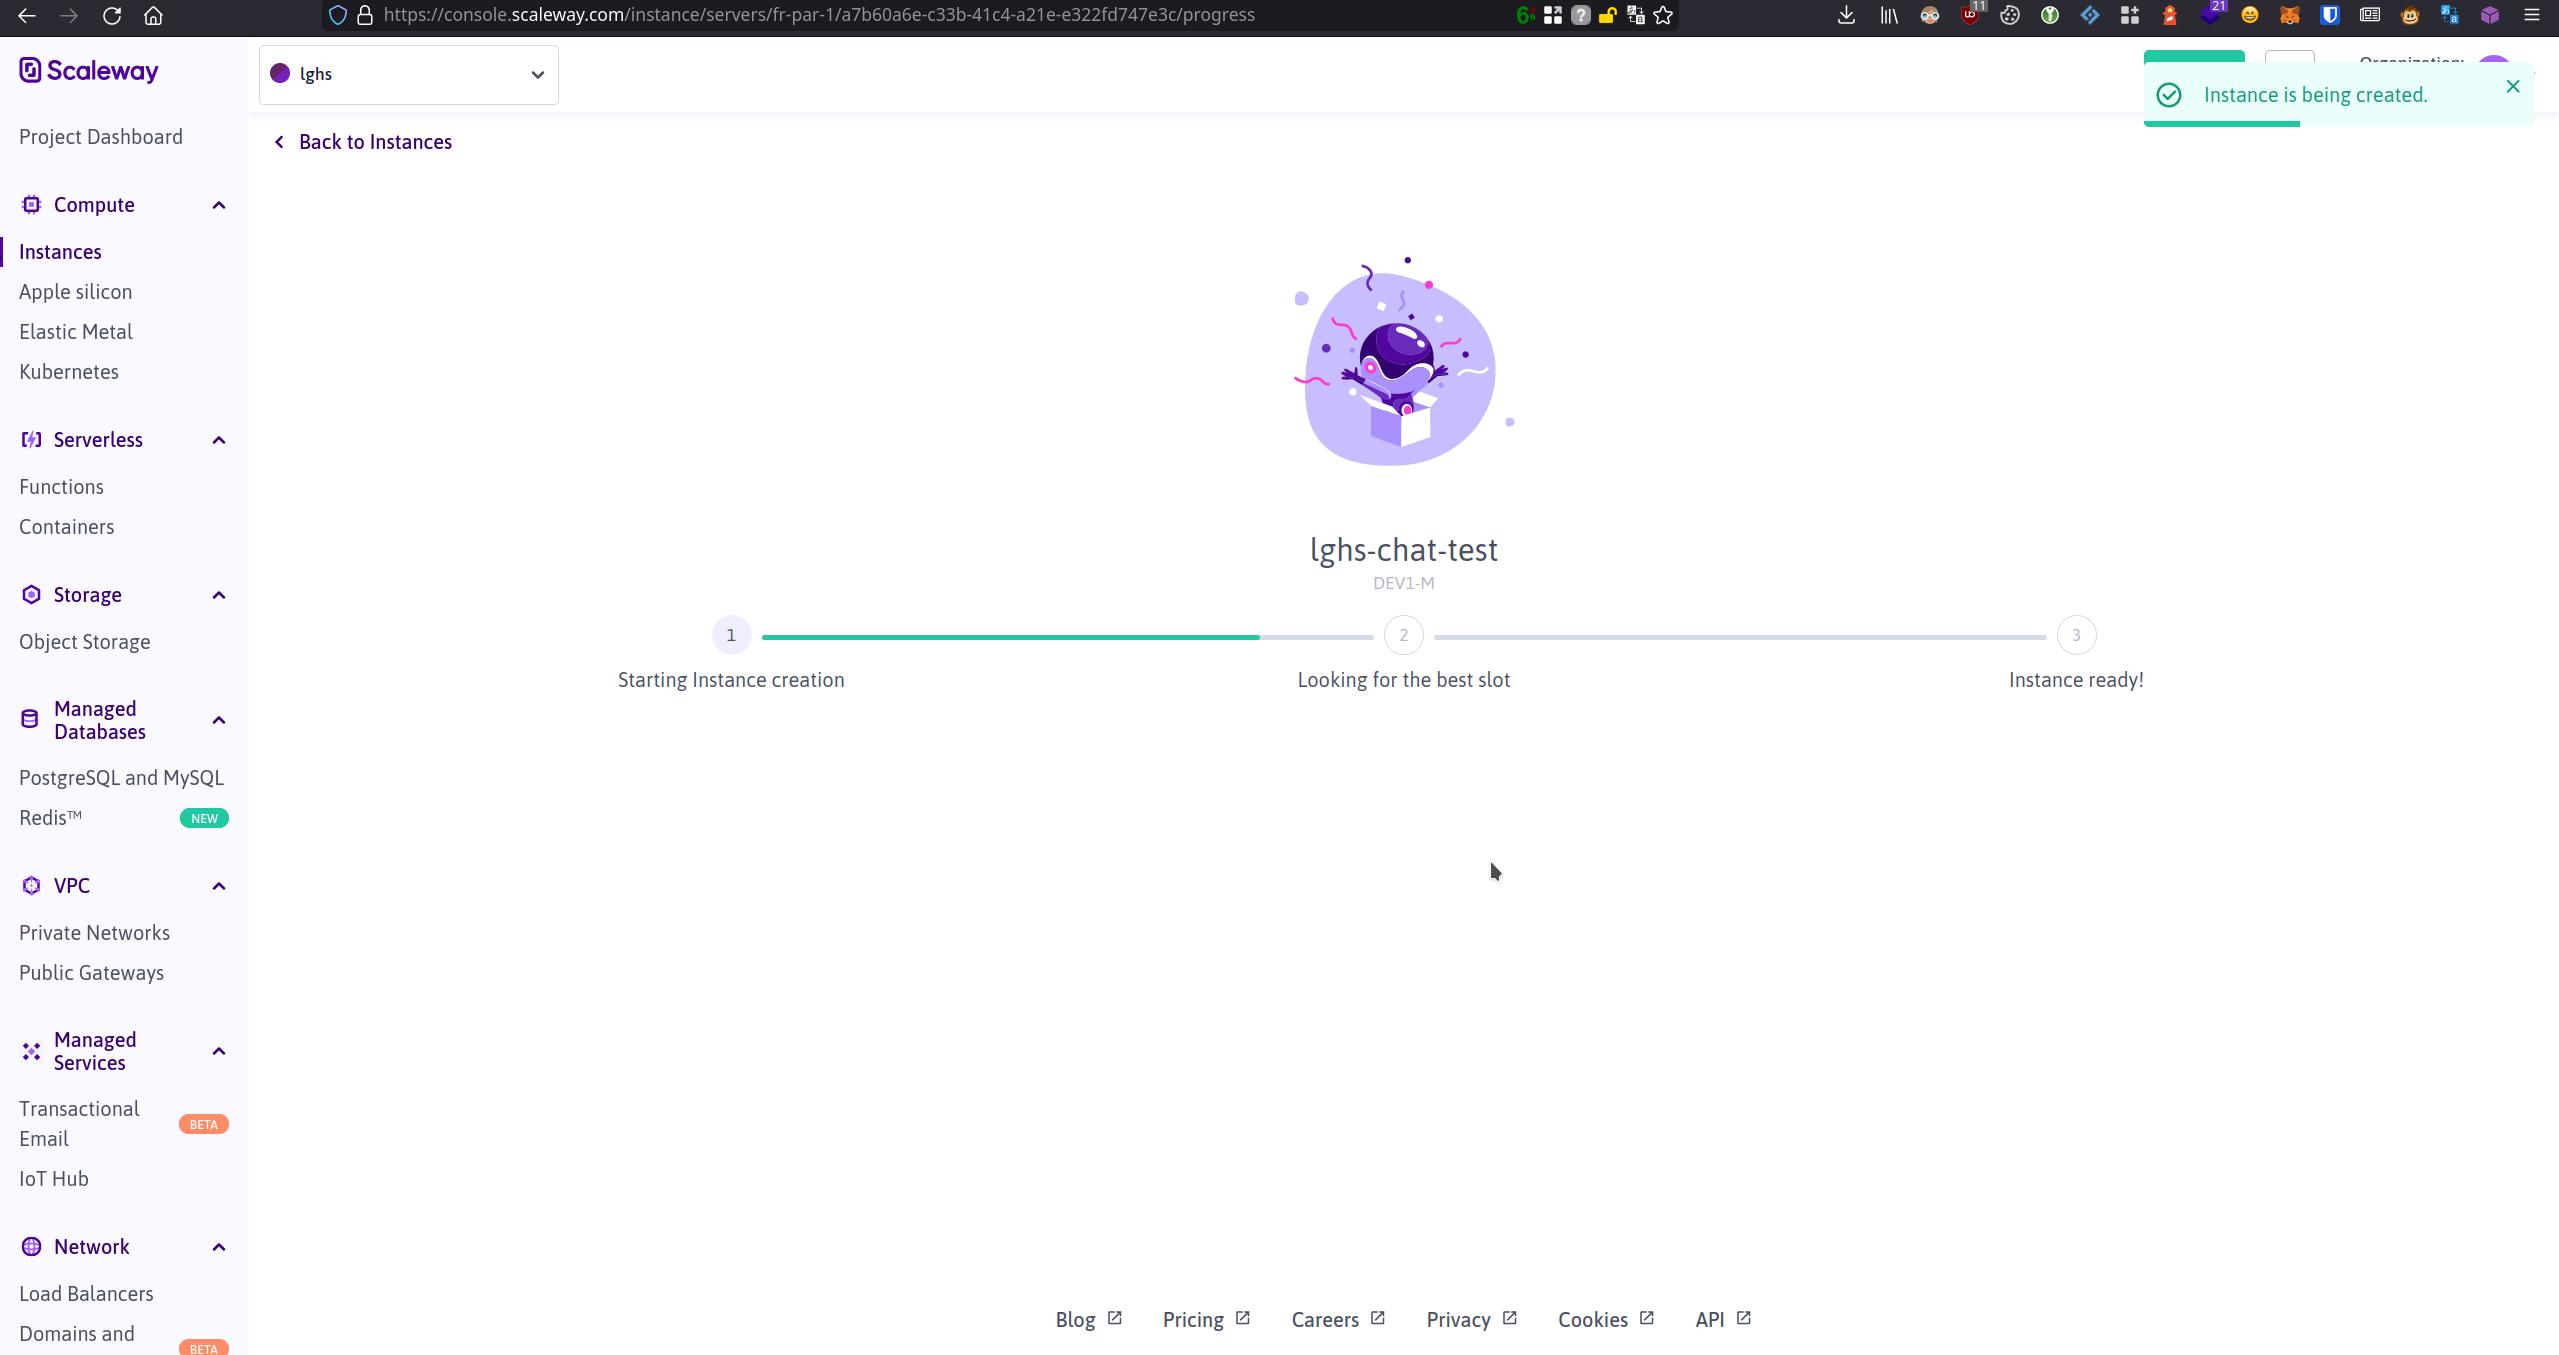 https://console.scaleway.com/instance/servers/fr-par-1/a7b60a6e-c33b-41c4-a21e-e322fd747e3c/progress
11
21
Scaleway
lghs
Organization:
Instance is being created.
Back to Instances
Project Dashboard
Compute
Instances
Apple silicon
Elastic Metal
Kubernetes
Serverless
Functions
Containers
Storage
Object Storage
Managed
Databases
PostgreSQL and MySQL
Redis™ NEW
VPC
Private Networks
Public Gateways
Managed
Services
Transactional
Email
BETA
IoT Hub
Network
Load Balancers
Domains and
BETA
lghs-chat-test
DEV1-M
1
2
3
Starting Instance creation
Looking for the best slot
Instance ready!
Blog
Pricing
Careers
Privacy
Cookies
API